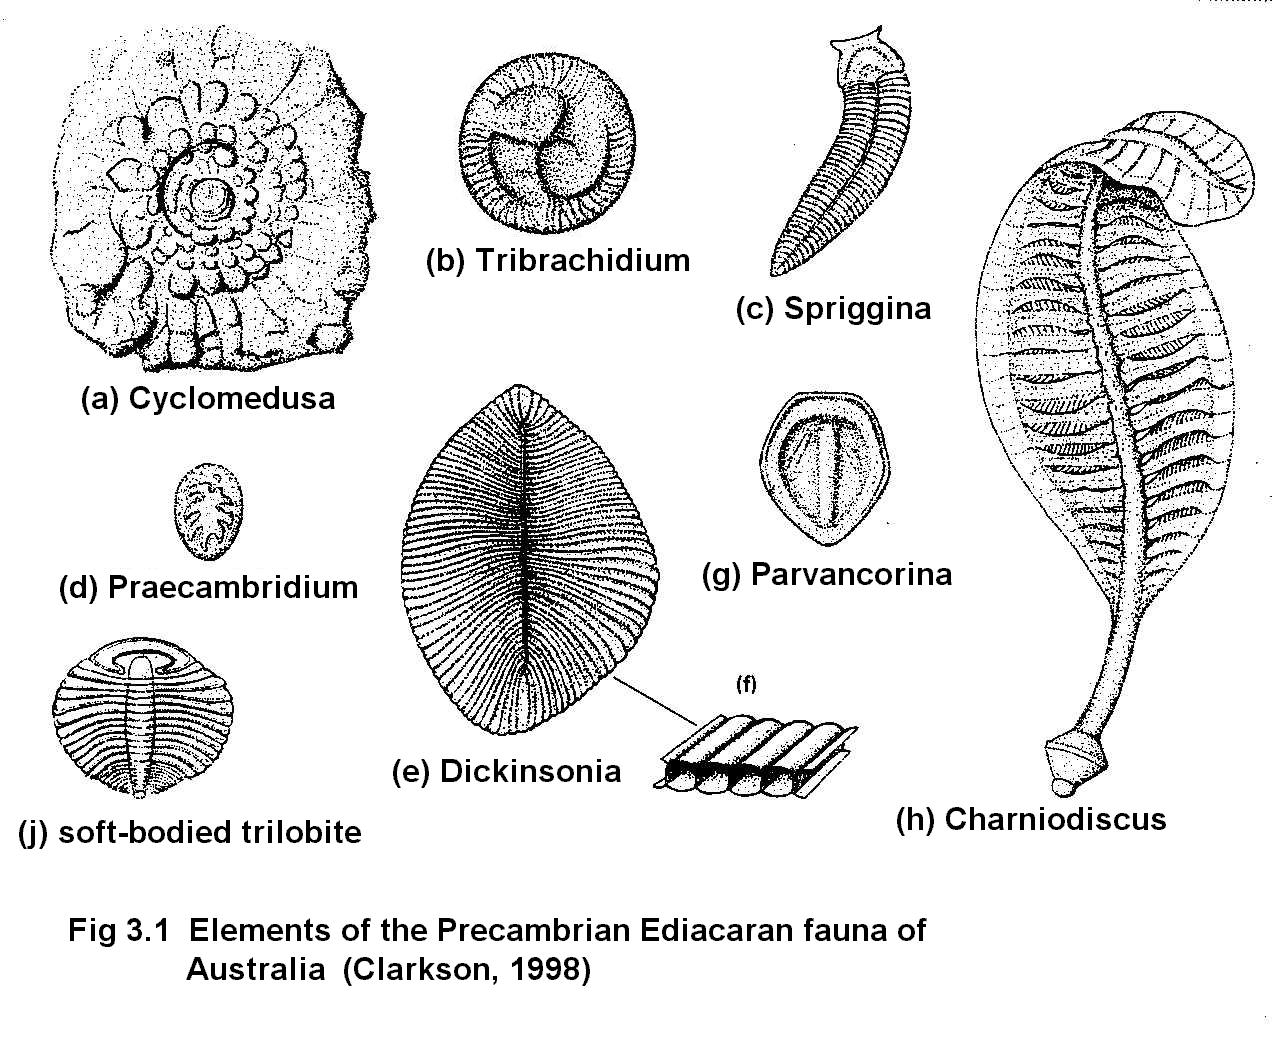 (a) Cyclomedusa
(b) Tribrachidium
(c) Spriggina
(d) Praecambridium
(e) Dickinsonia
(f)
(g) Parvancorina
(h) Charniodiscus
(j) soft-bodied trilobite
Fig 3.1 Elements of the Precambrian Ediacaran fauna of
Australia (Clarkson, 1998)